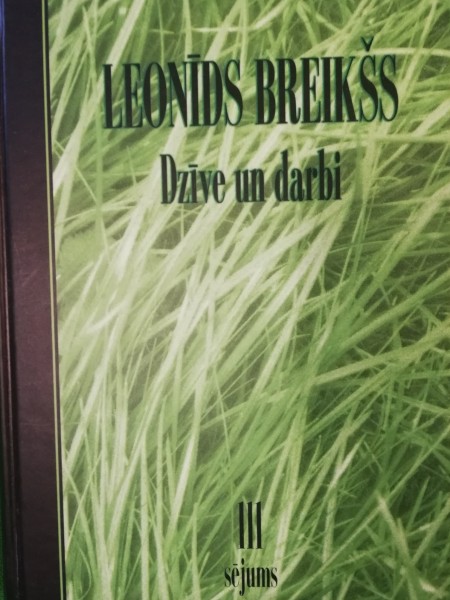 LEONĪDS BREIKŠS
Dzīve un darbi
III
sējums